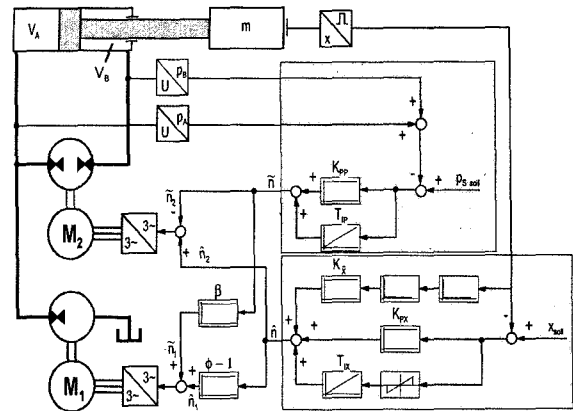 V_A
m
x
V_B
p_B
U
p_A
U
+
+
K_PP
+
-
+
p_S soll
ñ
+
T_IP
ñ_2
-
M_2
3~
3~
+
n̂_2
K_ẍ
β
+
K_PX
-
n̂
+
+
x_soll
ñ_1
+
+
ϕ - 1
+
T_IX
M_1
3~
3~
n̂_1